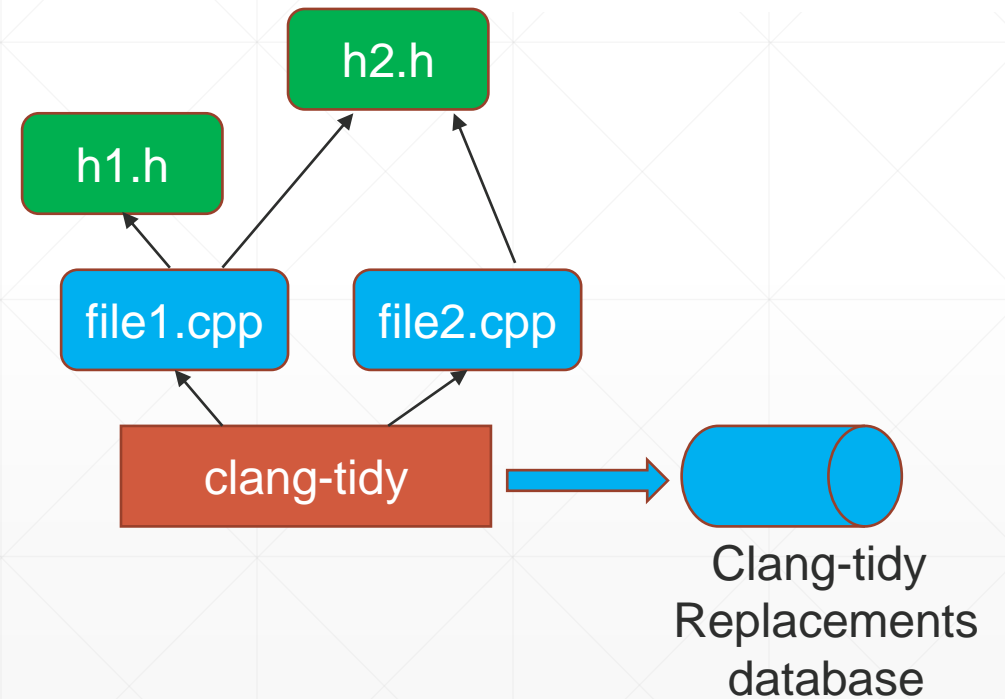 h2.h
h1.h
file1.cpp
file2.cpp
clang-tidy
Clang-tidy
Replacements
database